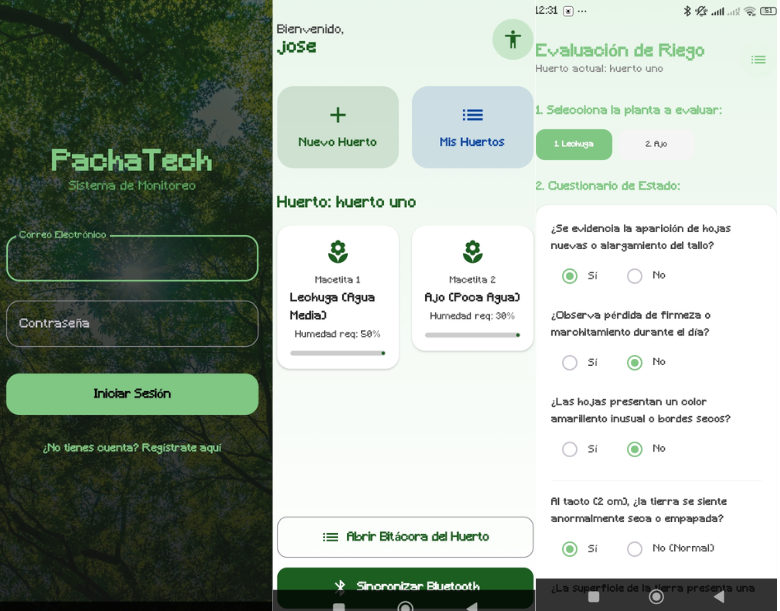 PachaTech
Sistema de Monitoreo
Correo Electrónico
Contraseña
Iniciar Sesión
¿No tienes cuenta? Regístrate aquí
Bienvenido,
jose
Nuevo Huerto
Mis Huertos
Huerto: huerto uno
Macetita 1
Lechuga (Agua
Media)
Humedad req: 50%
Macetita 2
Ajo (Poca Agua)
Humedad req: 30%
Abrir Bitácora del Huerto
Sincronizar Bluetooth
12:31
51
Evaluación de Riego
Huerto actual: huerto uno
1. Selecciona la planta a evaluar:
1. Lechuga
2. Ajo
2. Cuestionario de Estado:
¿Se evidencia la aparición de hojas
nuevas o alargamiento del tallo?
Sí
No
¿Observa pérdida de firmeza o
marchitamiento durante el día?
Sí
No
¿Las hojas presentan un color
amarillento inusual o bordes secos?
Sí
No
Al tacto (2 cm), ¿la tierra se siente
anormalmente seca o empapada?
Sí
No (Normal)
¿La superficie de la tierra presenta una